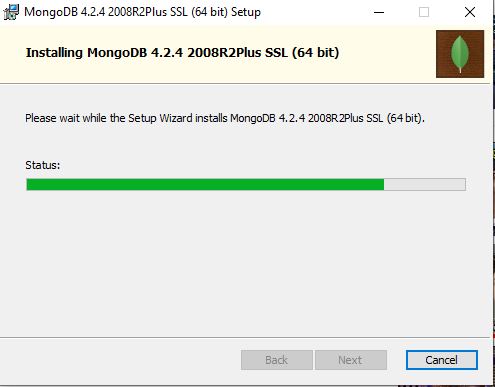 MongoDB 4.2.4 2008R2Plus SSL (64 bit) Setup
Installing MongoDB 4.2.4 2008R2Plus SSL (64 bit)
Please wait while the Setup Wizard installs MongoDB 4.2.4 2008R2Plus SSL (64 bit).
Status:
Back Next Cancel